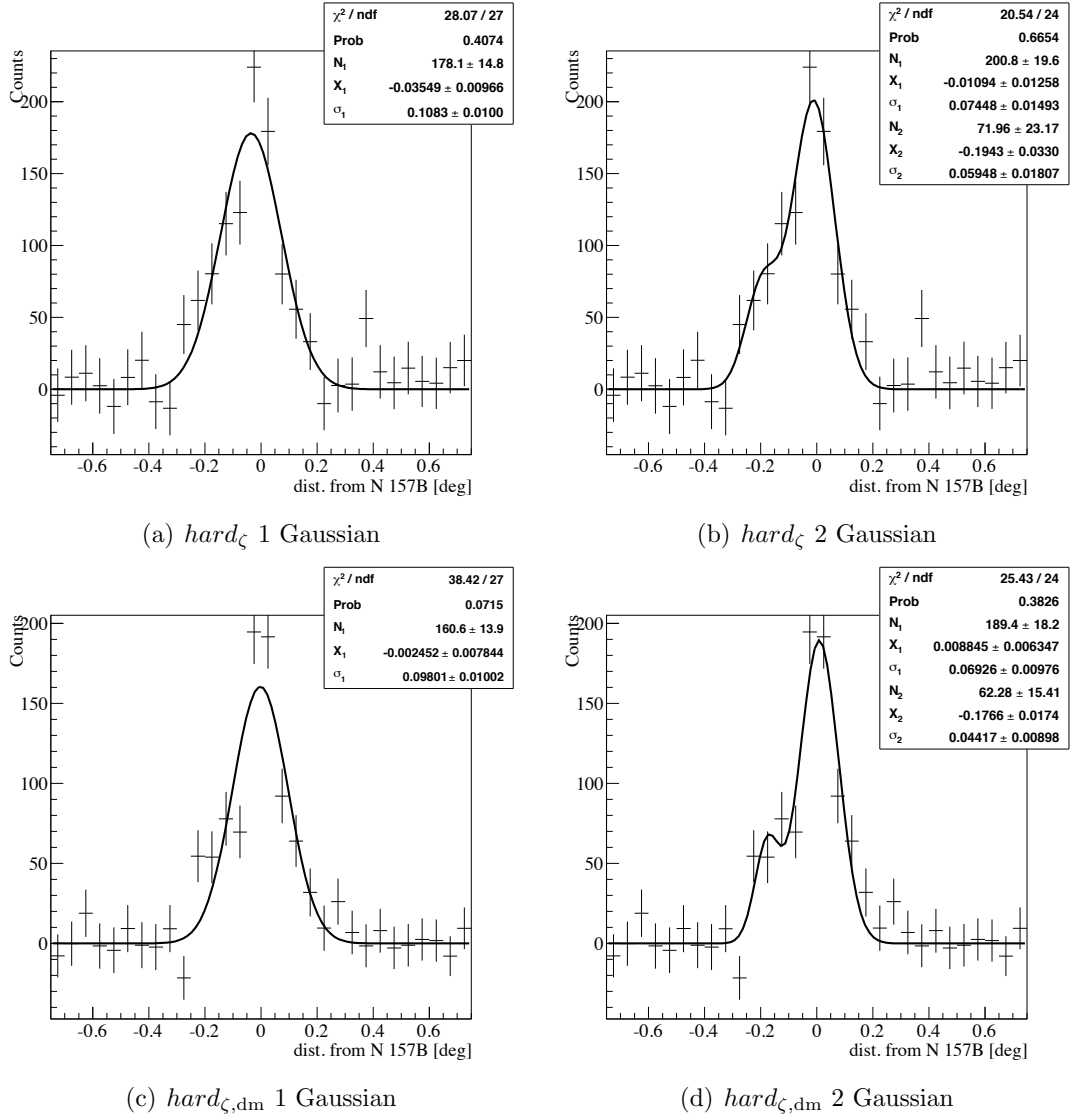 χ² / ndf 28.07 / 27
Prob 0.4074
N₁ 178.1 ± 14.8
X₁ -0.03549 ± 0.00966
σ₁ 0.1083 ± 0.0100
Counts
200
150
100
50
0
-0.6 -0.4 -0.2 0 0.2 0.4 0.6
dist. from N 157B [deg]
(a) hard_ζ 1 Gaussian
χ² / ndf 20.54 / 24
Prob 0.6654
N₁ 200.8 ± 19.6
X₁ -0.01094 ± 0.01258
σ₁ 0.07448 ± 0.01493
N₂ 71.96 ± 23.17
X₂ -0.1943 ± 0.0330
σ₂ 0.05948 ± 0.01807
Counts
200
150
100
50
0
-0.6 -0.4 -0.2 0 0.2 0.4 0.6
dist. from N 157B [deg]
(b) hard_ζ 2 Gaussian
χ² / ndf 38.42 / 27
Prob 0.0715
N₁ 160.6 ± 13.9
X₁ -0.002452 ± 0.007844
σ₁ 0.09801 ± 0.01002
Counts
200
150
100
50
0
-0.6 -0.4 -0.2 0 0.2 0.4 0.6
dist. from N 157B [deg]
(c) hard_ζ,dm 1 Gaussian
χ² / ndf 25.43 / 24
Prob 0.3826
N₁ 189.4 ± 18.2
X₁ 0.008845 ± 0.006347
σ₁ 0.06926 ± 0.00976
N₂ 62.28 ± 15.41
X₂ -0.1766 ± 0.0174
σ₂ 0.04417 ± 0.00898
Counts
200
150
100
50
0
-0.6 -0.4 -0.2 0 0.2 0.4 0.6
dist. from N 157B [deg]
(d) hard_ζ,dm 2 Gaussian